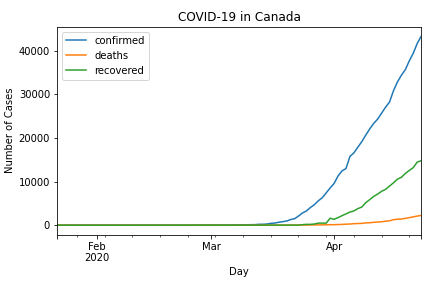 COVID-19 in Canada
confirmed
deaths
recovered
Number of Cases
40000
30000
20000
10000
0
Feb
2020
Mar
Apr
Day